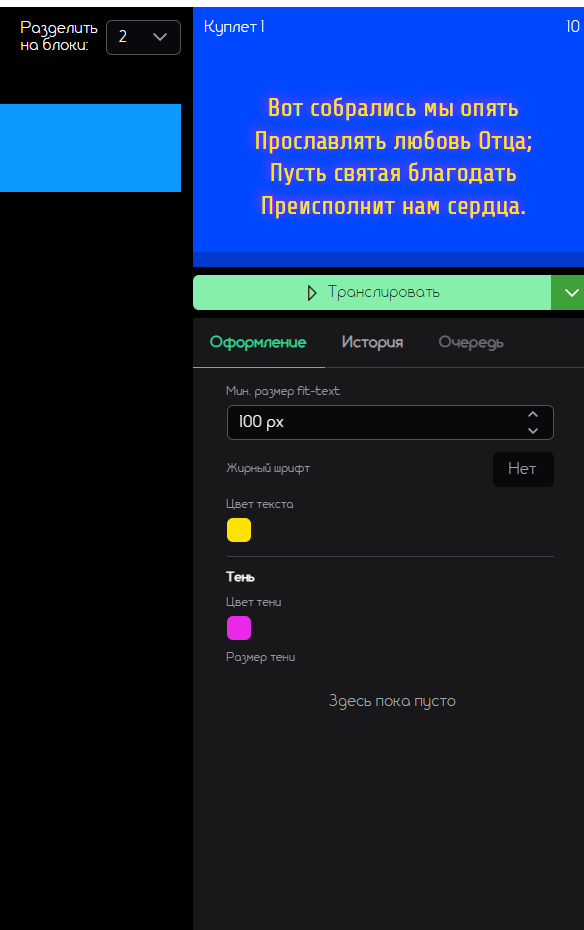 Разделить
на блоки:
2
Куплет 1
10
Вот собрались мы опять
Прославлять любовь Отца;
Пусть святая благодать
Преисполнит нам сердца.
Транслировать
Оформление
История
Очередь
Мин. размер fit-text
100 px
Жирный шрифт
Нет
Цвет текста
Тень
Цвет тени
Размер тени
Здесь пока пусто